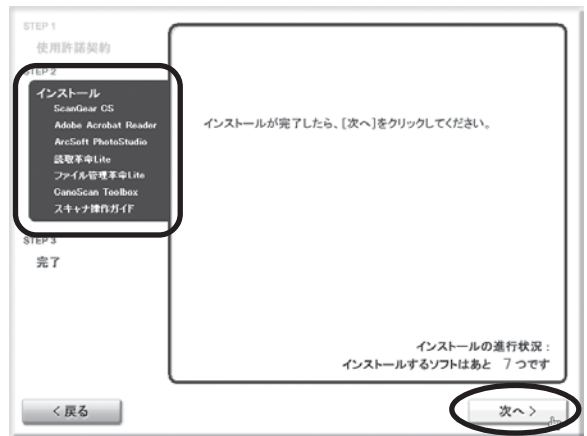 STEP 1
使用許諾契約
STEP 2
インストール
ScanGear CS
Adobe Acrobat Reader
ArcSoft PhotoStudio
読取革命Lite
ファイル管理革命Lite
CanoScan Toolbox
スキャナ操作ガイド
STEP 3
完了
インストールが完了したら、[次へ]をクリックしてください。
インストールの進行状況：
インストールするソフトはあと 7つです
＜戻る
次へ＞